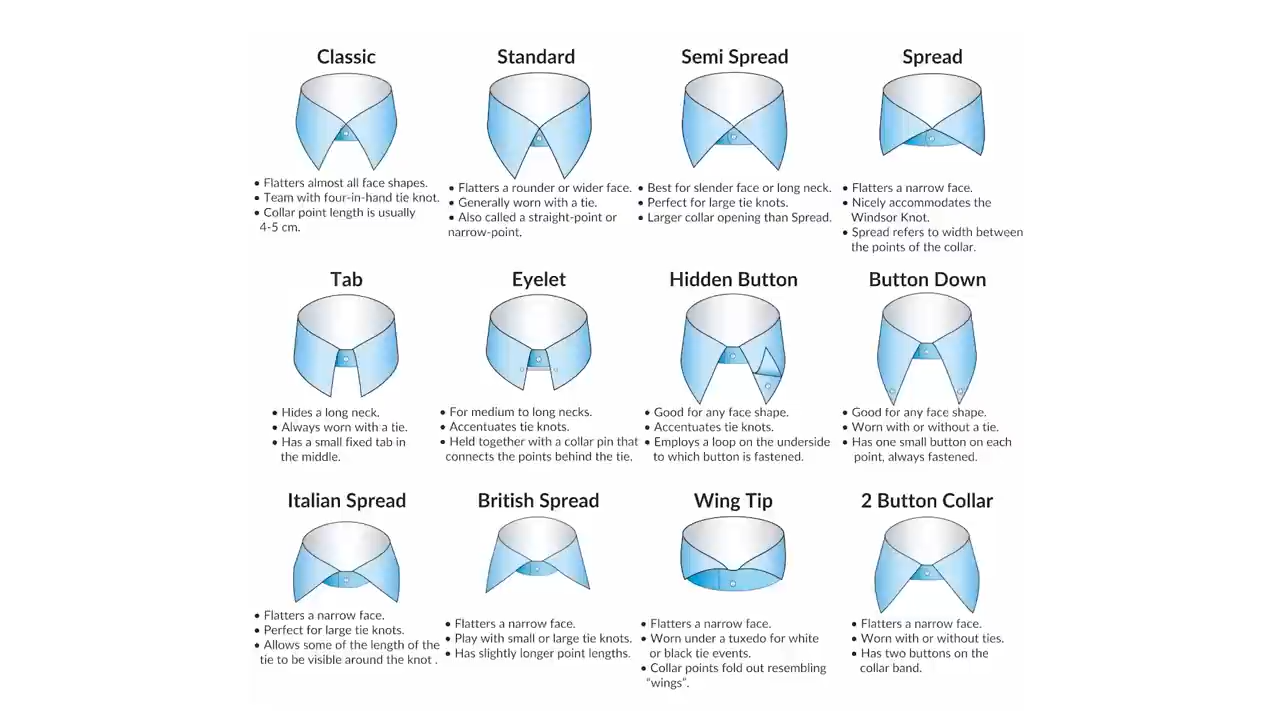 Classic
• Flatters almost all face shapes.
• Team with four-in-hand tie knot.
• Collar point length is usually
4-5 cm.
Standard
• Flatters a rounder or wider face.
• Generally worn with a tie.
• Also called a straight-point or
narrow-point.
Semi Spread
• Best for slender face or long neck.
• Perfect for large tie knots.
• Larger collar opening than Spread.
Spread
• Flatters a narrow face.
• Nicely accommodates the
Windsor Knot.
• Spread refers to width between
the points of the collar.
Tab
• Hides a long neck.
• Always worn with a tie.
• Has a small fixed tab in
the middle.
Eyelet
• For medium to long necks.
• Accentuates tie knots.
• Held together with a collar pin that
connects the points behind the tie.
Hidden Button
• Good for any face shape.
• Accentuates tie knots.
• Employs a loop on the underside
to which button is fastened.
Button Down
• Good for any face shape.
• Worn with or without a tie.
• Has one small button on each
point, always fastened.
Italian Spread
• Flatters a narrow face.
• Perfect for large tie knots.
• Allows some of the length of the
tie to be visible around the knot .
British Spread
• Flatters a narrow face.
• Play with small or large tie knots.
• Has slightly longer point lengths.
Wing Tip
• Flatters a narrow face.
• Worn under a tuxedo for white
or black tie events.
• Collar points fold out resembling
“wings”.
2 Button Collar
• Flatters a narrow face.
• Worn with or without ties.
• Has two buttons on the
collar band.